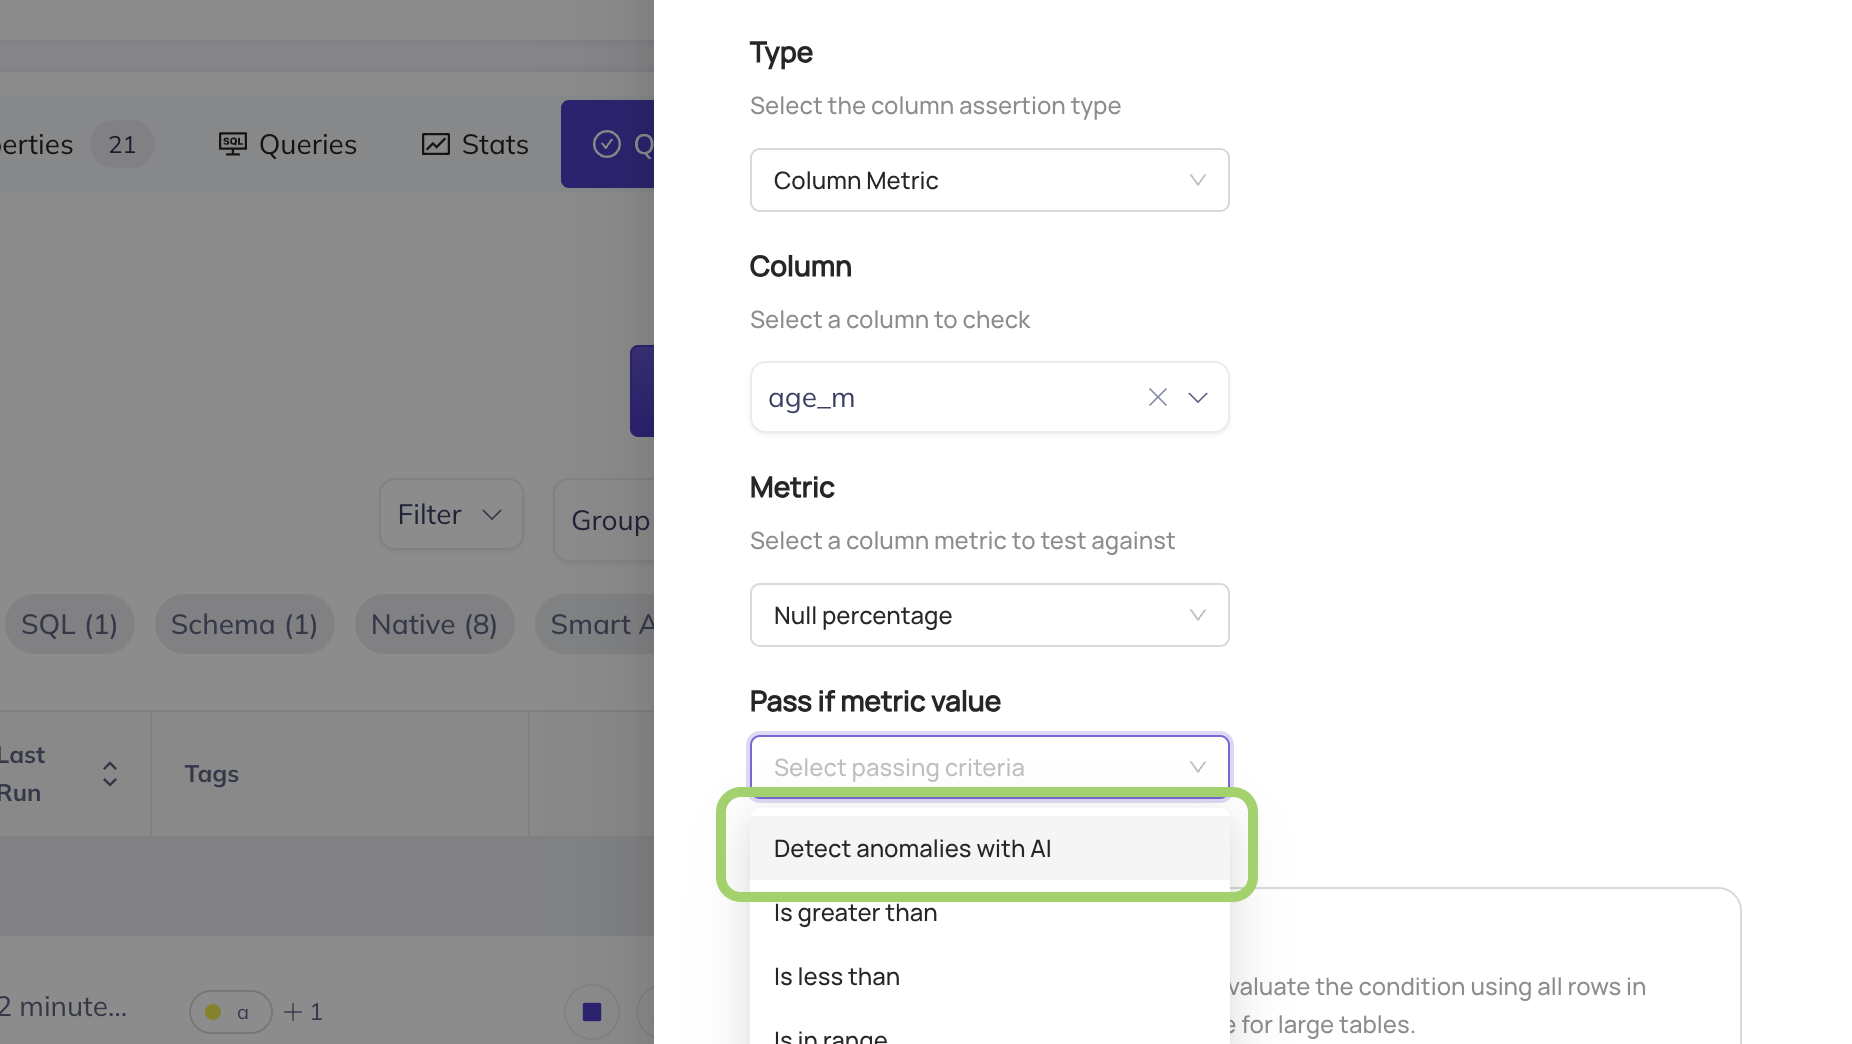 erties 21
SQL Queries
Stats
Q
Filter
Group
SQL (1)
Schema (1)
Native (8)
Smart A
Last
Run
Tags
2 minute...
a
+ 1
Type
Select the column assertion type
Column Metric
Column
Select a column to check
age_m
Metric
Select a column metric to test against
Null percentage
Pass if metric value
Select passing criteria
Detect anomalies with AI
Is greater than
Is less than
Is in range
valuate the condition using all rows in
e for large tables.